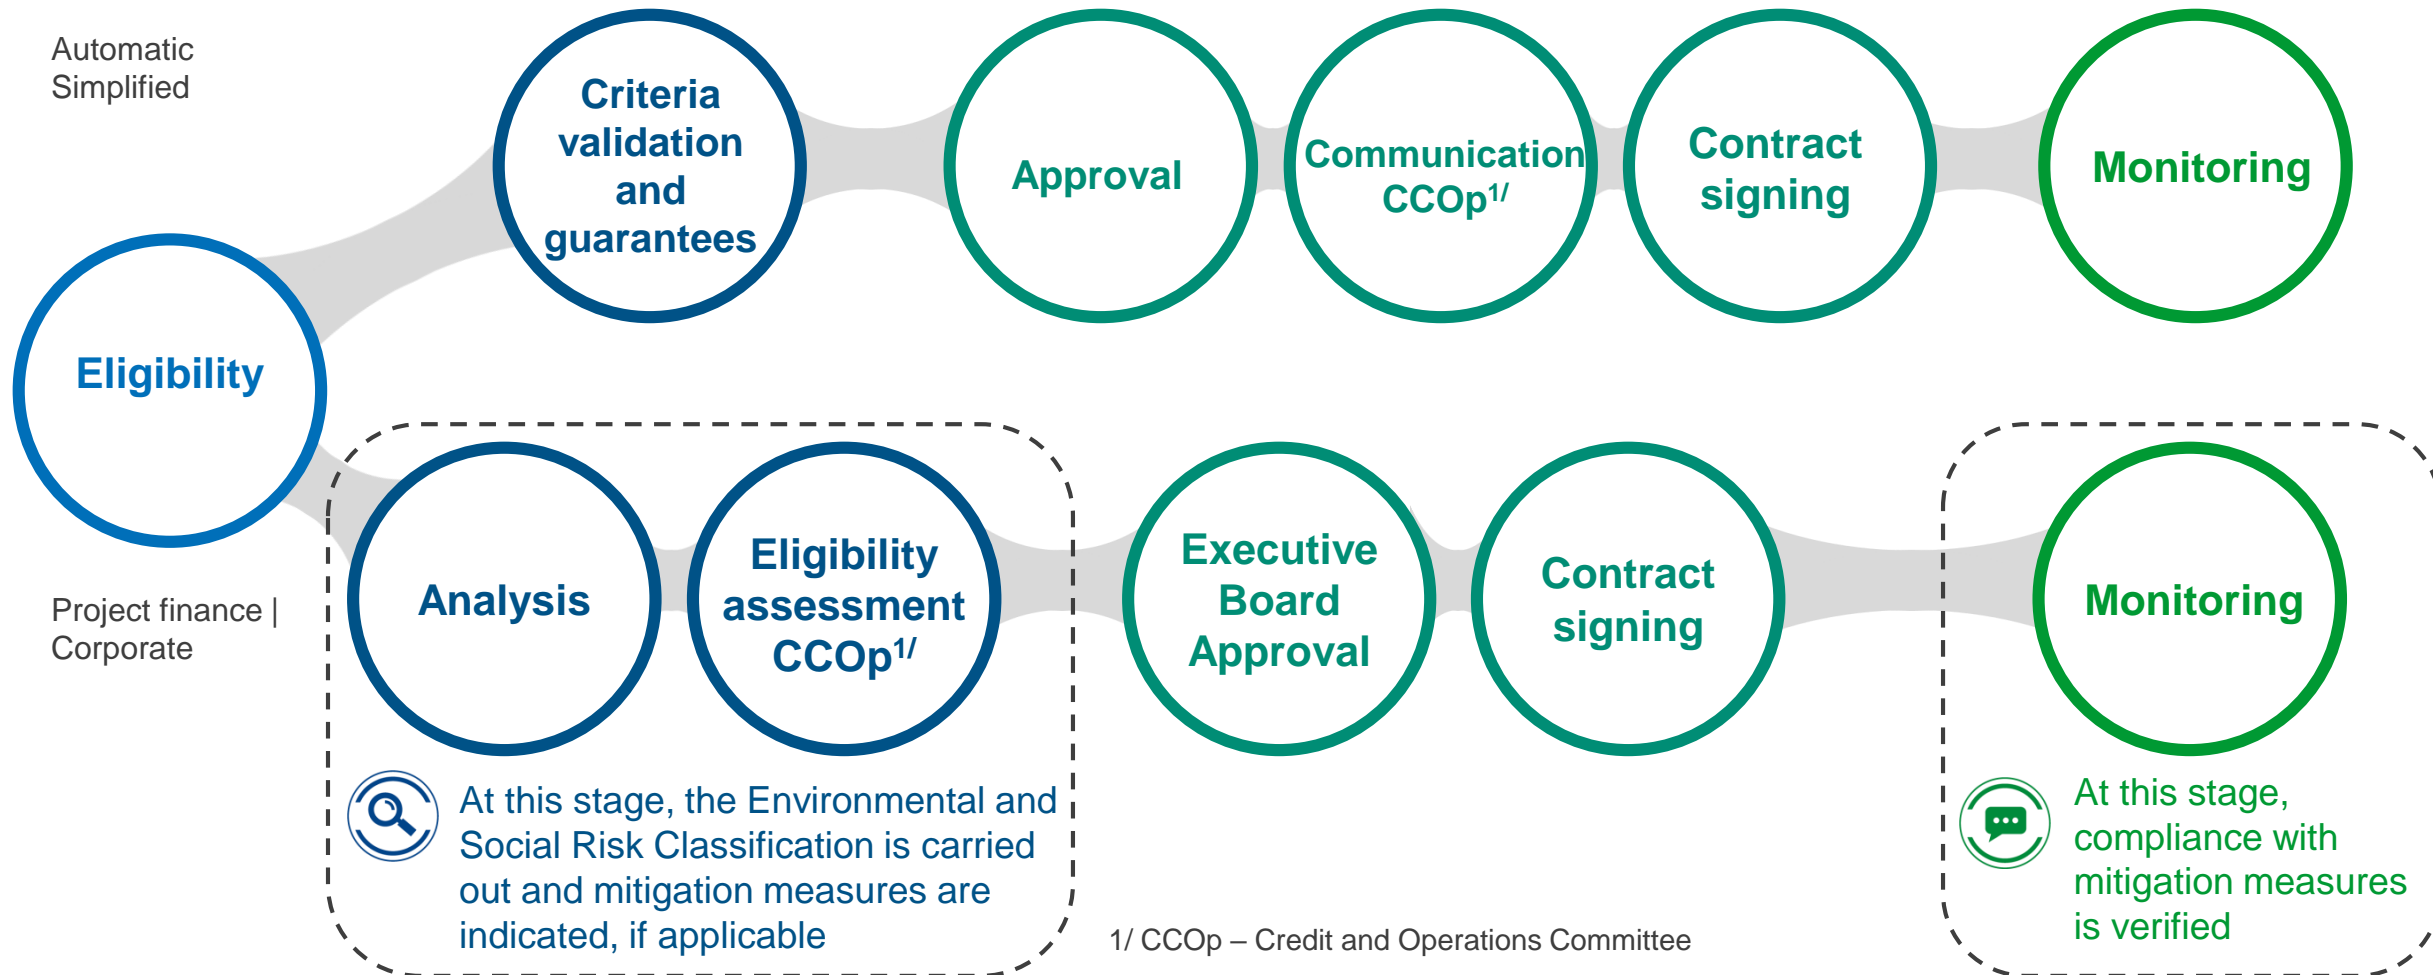 Automatic
Simplified
Criteria
validation
and
guarantees
Approval
Communication
CCOp1/
Contract
signing
Monitoring
Eligibility
Project finance |
Corporate
Analysis
Eligibility
assessment
CCOp1/
Executive
Board
Approval
Contract
signing
Monitoring
At this stage, the Environmental and
Social Risk Classification is carried
out and mitigation measures are
indicated, if applicable
At this stage,
compliance with
mitigation measures
is verified
1/ CCOp – Credit and Operations Committee